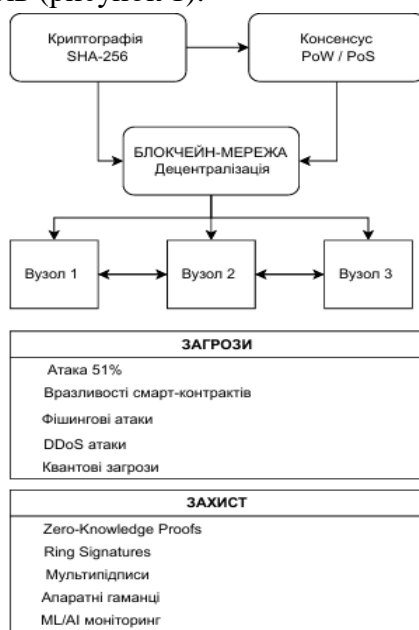 (рисунок 1).
Криптографія
SHA-256
Консенсус
PoW / PoS
БЛОКЧЕЙН-МЕРЕЖА
Децентралізація
Вузол 1
Вузол 2
Вузол 3
ЗАГРОЗИ
Атака 51%
Вразливості смарт-контрактів
Фішингові атаки
DDoS атаки
Квантові загрози
ЗАХИСТ
Zero-Knowledge Proofs
Ring Signatures
Мультипідписи
Апаратні гаманці
ML/AI моніторинг